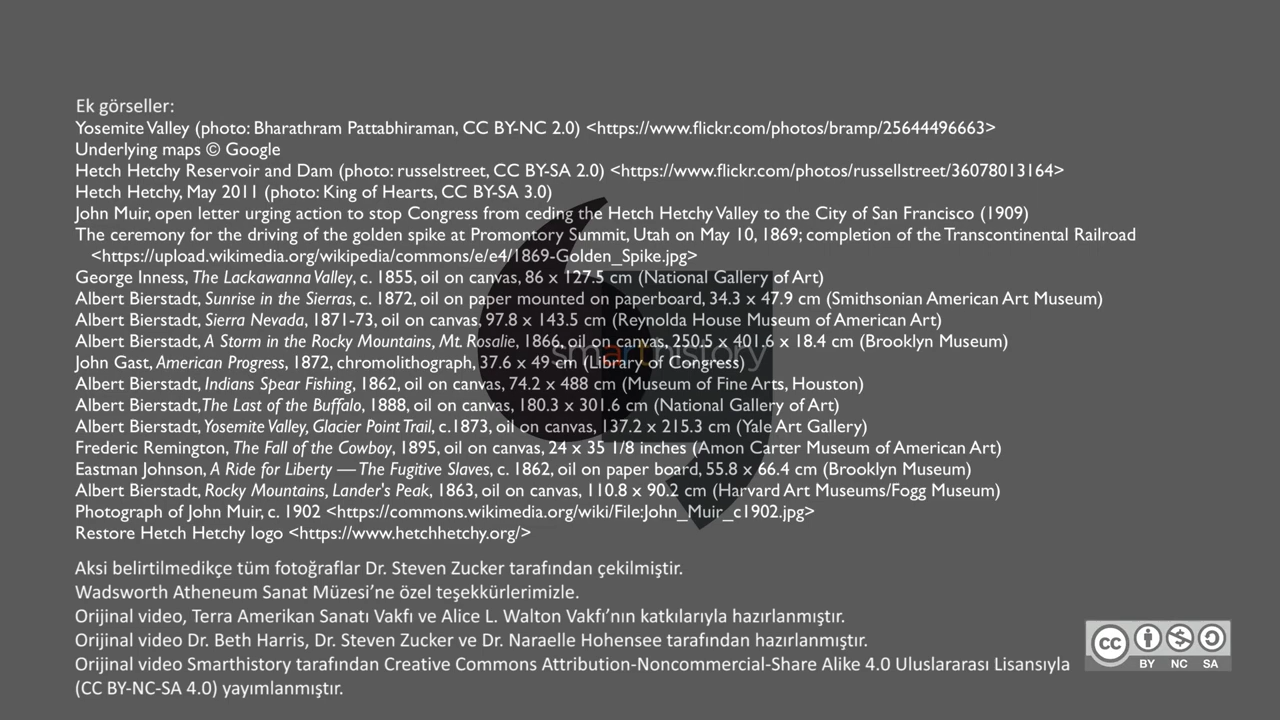 Ek görseller:
Yosemite Valley (photo: Bharathram Pattabhiraman, CC BY-NC 2.0) <https://www.flickr.com/photos/bramp/25644496663>
Underlying maps © Google
Hetch Hetchy Reservoir and Dam (photo: russelstreet, CC BY-SA 2.0) <https://www.flickr.com/photos/russellstreet/36078013164>
Hetch Hetchy, May 2011 (photo: King of Hearts, CC BY-SA 3.0)
John Muir, open letter urging action to stop Congress from ceding the Hetch Hetchy Valley to the City of San Francisco (1909)
The ceremony for the driving of the golden spike at Promontory Summit, Utah on May 10, 1869; completion of the Transcontinental Railroad
<https://upload.wikimedia.org/wikipedia/commons/e/e4/1869-Golden_Spike.jpg>
George Inness, The Lackawanna Valley, c. 1855, oil on canvas, 86 x 127.5 cm (National Gallery of Art)
Albert Bierstadt, Sunrise in the Sierras, c. 1872, oil on paper mounted on paperboard, 34.3 x 47.9 cm (Smithsonian American Art Museum)
Albert Bierstadt, Sierra Nevada, 1871-73, oil on canvas, 97.8 x 143.5 cm (Reynolda House Museum of American Art)
Albert Bierstadt, A Storm in the Rocky Mountains, Mt. Rosalie, 1866, oil on canvas, 250.5 x 401.6 x 18.4 cm (Brooklyn Museum)
smarthistory
John Gast, American Progress, 1872, chromolithograph, 37.6 x 49 cm (Library of Congress)
Albert Bierstadt, Indians Spear Fishing, 1862, oil on canvas, 74.2 x 488 cm (Museum of Fine Arts, Houston)
Albert Bierstadt,The Last of the Buffalo, 1888, oil on canvas, 180.3 x 301.6 cm (National Gallery of Art)
Albert Bierstadt, Yosemite Valley, Glacier Point Trail, c.1873, oil on canvas, 137.2 x 215.3 cm (Yale Art Gallery)
Frederic Remington, The Fall of the Cowboy, 1895, oil on canvas, 24 x 35 1/8 inches (Amon Carter Museum of American Art)
Eastman Johnson, A Ride for Liberty — The Fugitive Slaves, c. 1862, oil on paper board, 55.8 x 66.4 cm (Brooklyn Museum)
Albert Bierstadt, Rocky Mountains, Lander's Peak, 1863, oil on canvas, 110.8 x 90.2 cm (Harvard Art Museums/Fogg Museum)
Photograph of John Muir, c. 1902 <https://commons.wikimedia.org/wiki/File:John_Muir_c1902.jpg>
Restore Hetch Hetchy logo <https://www.hetchhetchy.org/>
Aksi belirtilmedikçe tüm fotoğraflar Dr. Steven Zucker tarafından çekilmiştir.
Wadsworth Atheneum Sanat Müzesi’ne özel teşekkürlerimizle.
Orijinal video, Terra Amerikan Sanatı Vakfı ve Alice L. Walton Vakfı’nın katkılarıyla hazırlanmıştır.
Orijinal video Dr. Beth Harris, Dr. Steven Zucker ve Dr. Naraelle Hohensee tarafından hazırlanmıştır.
Orijinal video Smarthistory tarafından Creative Commons Attribution-Noncommercial-Share Alike 4.0 Uluslararası Lisansıyla
(CC BY-NC-SA 4.0) yayımlanmıştır.
cc BY NC SA